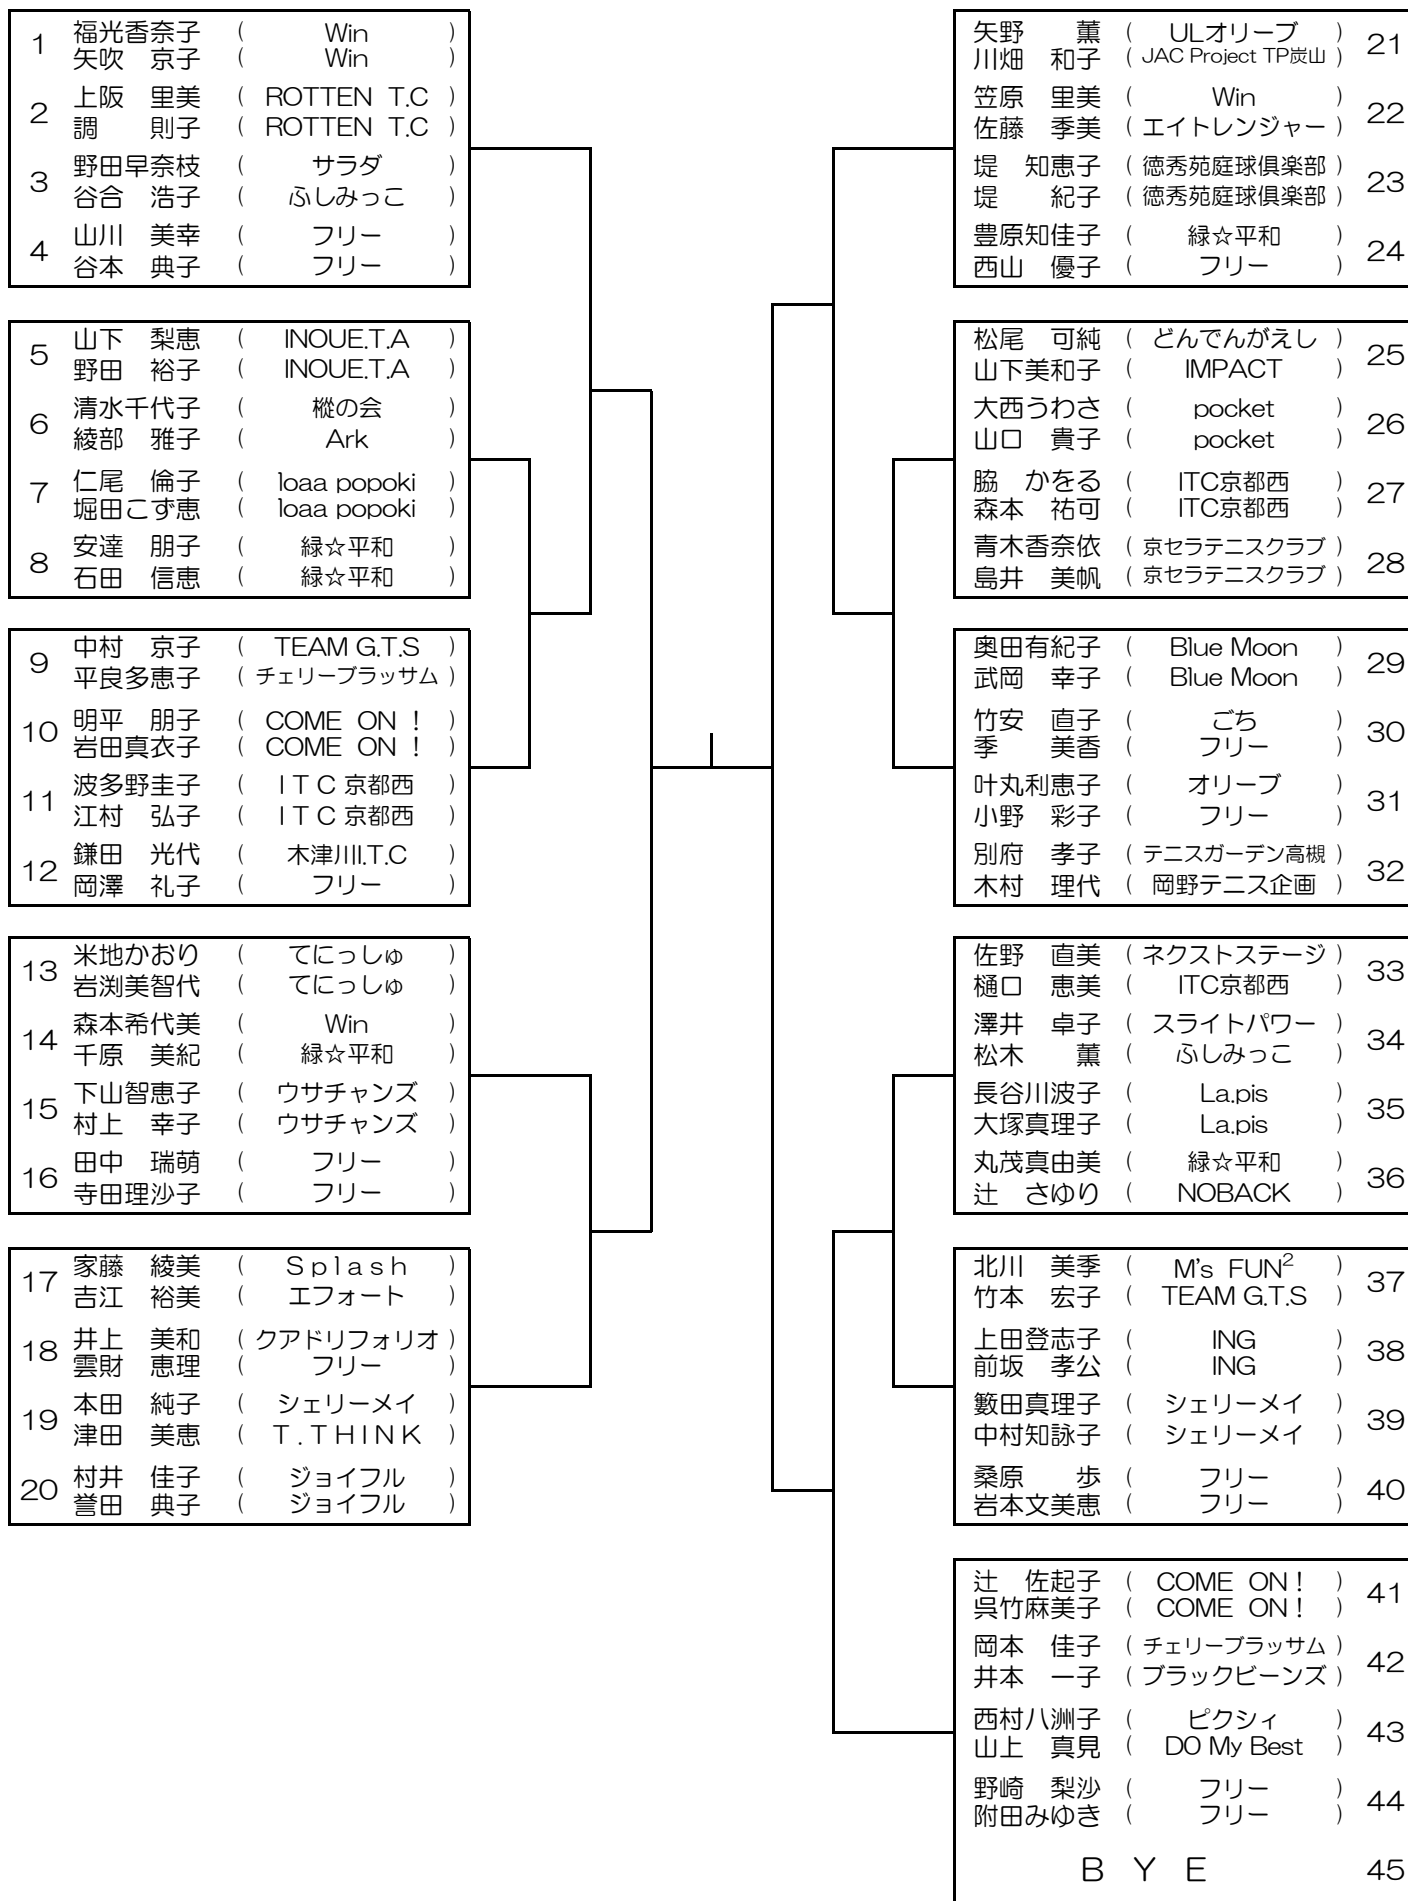 1 福光香奈子 ( Win )
矢吹 京子 ( Win )
2 上阪 里美 ( ROTTEN T.C )
調 則子 ( ROTTEN T.C )
3 野田早奈枝 ( サラダ )
谷合 浩子 ( ふしみっこ )
4 山川 美幸 ( フリー )
谷本 典子 ( フリー )
5 山下 梨恵 ( INOUE.T.A )
野田 裕子 ( INOUE.T.A )
6 清水千代子 ( 樅の会 )
綾部 雅子 ( Ark )
7 仁尾 倫子 ( loaa popoki )
堀田こず恵 ( loaa popoki )
8 安達 朋子 ( 緑☆平和 )
石田 信恵 ( 緑☆平和 )
9 中村 京子 ( TEAM G.T.S )
平良多恵子 ( チェリーブラッサム )
10 明平 朋子 ( COME ON ! )
岩田真衣子 ( COME ON ! )
11 波多野圭子 ( ITC京都西 )
江村 弘子 ( ITC京都西 )
12 鎌田 光代 ( 木津川I.T.C )
岡澤 礼子 ( フリー )
13 米地かおり ( てにっしゅ )
岩渕美智代 ( てにっしゅ )
14 森本希代美 ( Win )
千原 美紀 ( 緑☆平和 )
15 下山智恵子 ( ウサチャンズ )
村上 幸子 ( ウサチャンズ )
16 田中 瑞萌 ( フリー )
寺田理沙子 ( フリー )
17 家藤 綾美 ( Splash )
吉江 裕美 ( エフォート )
18 井上 美和 ( クアドリフォリオ )
雲財 恵理 ( フリー )
19 本田 純子 ( シェリーメイ )
津田 美恵 ( T.THINK )
20 村井 佳子 ( ジョイフル )
誉田 典子 ( ジョイフル )
矢野 薫 ( ULオリーブ ) 21
川畑 和子 ( JAC Project TP炭山 )
笠原 里美 ( Win ) 22
佐藤 季美 ( エイトレンジャー )
堤 知恵子 ( 徳秀苑庭球倶楽部 ) 23
堤 紀子 ( 徳秀苑庭球倶楽部 )
豊原知佳子 ( 緑☆平和 ) 24
西山 優子 ( フリー )
松尾 可純 ( どんでんがえし ) 25
山下美和子 ( IMPACT )
大西うわさ ( pocket ) 26
山口 貴子 ( pocket )
脇 かをる ( ITC京都西 ) 27
森本 祐可 ( ITC京都西 )
青木香奈依 ( 京セラテニスクラブ ) 28
島井 美帆 ( 京セラテニスクラブ )
奥田有紀子 ( Blue Moon ) 29
武岡 幸子 ( Blue Moon )
竹安 直子 ( ごち ) 30
季 美香 ( フリー )
叶丸利恵子 ( オリーブ ) 31
小野 彩子 ( フリー )
別府 孝子 ( テニスガーデン高槻 ) 32
木村 理代 ( 岡野テニス企画 )
佐野 直美 ( ネクストステージ ) 33
樋口 恵美 ( ITC京都西 )
澤井 卓子 ( スライトパワー ) 34
松木 薫 ( ふしみっこ )
長谷川波子 ( La.pis ) 35
大塚真理子 ( La.pis )
丸茂真由美 ( 緑☆平和 ) 36
辻 さゆり ( NOBACK )
北川 美季 ( M's FUN² ) 37
竹本 宏子 ( TEAM G.T.S )
上田登志子 ( ING ) 38
前坂 孝公 ( ING )
籔田真理子 ( シェリーメイ ) 39
中村知詠子 ( シェリーメイ )
桑原 歩 ( フリー ) 40
岩本文美恵 ( フリー )
辻 佐起子 ( COME ON ! ) 41
呉竹麻美子 ( COME ON ! )
岡本 佳子 ( チェリーブラッサム ) 42
井本 一子 ( ブラックビーンズ )
西村八洲子 ( ピクシィ ) 43
山上 真見 ( DO My Best )
野崎 梨沙 ( フリー ) 44
附田みゆき ( フリー )
B Y E 45